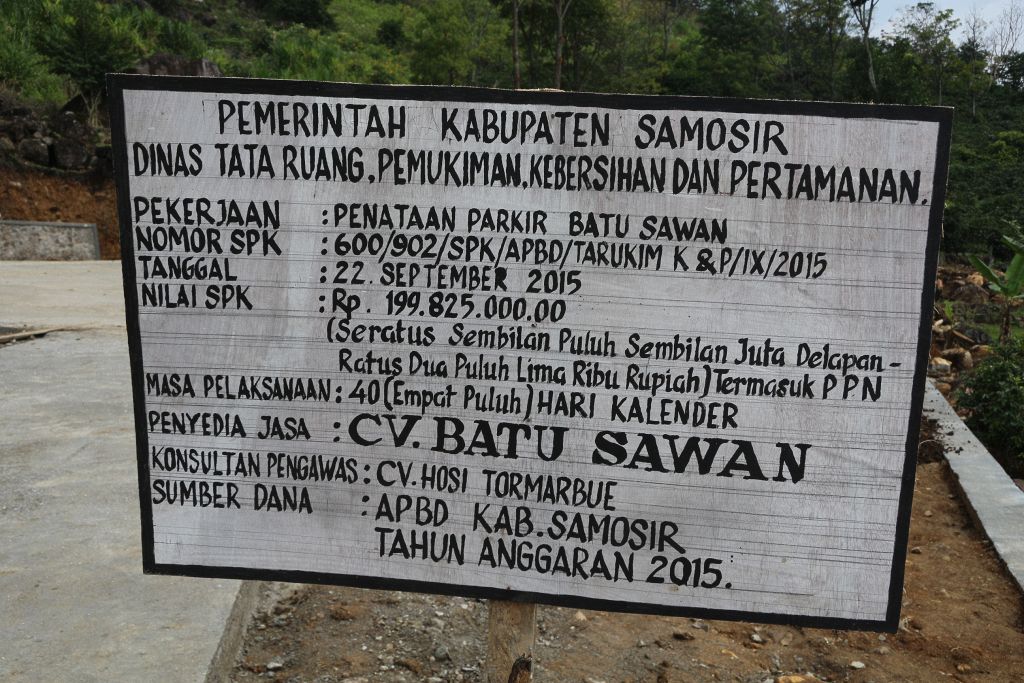 PEMERINTAH KABUPATEN SAMOSIR
DINAS TATA RUANG, PEMUKIMAN, KEBERSIHAN DAN PERTAMANAN.
PEKERJAAN : PENATAAN PARKIR BATU SAWAN
NOMOR SPK : 600/902/SPK/APBD/TARUKIM K&P/IX/2015
TANGGAL : 22. SEPTEMBER 2015
NILAI SPK : Rp. 199.825.000.00
(Seratus Sembilan Puluh Sembilan Juta Delapan-
Ratus Dua Puluh Lima Ribu Rupiah) Termasuk PPN
MASA PELAKSANAAN : 40 (Empat Puluh) HARI KALENDER
PENYEDIA JASA : CV. BATU SAWAN
KONSULTAN PENGAWAS : CV. HOSI TORMARBUE
SUMBER DANA : APBD KAB. SAMOSIR
TAHUN ANGGARAN 2015.